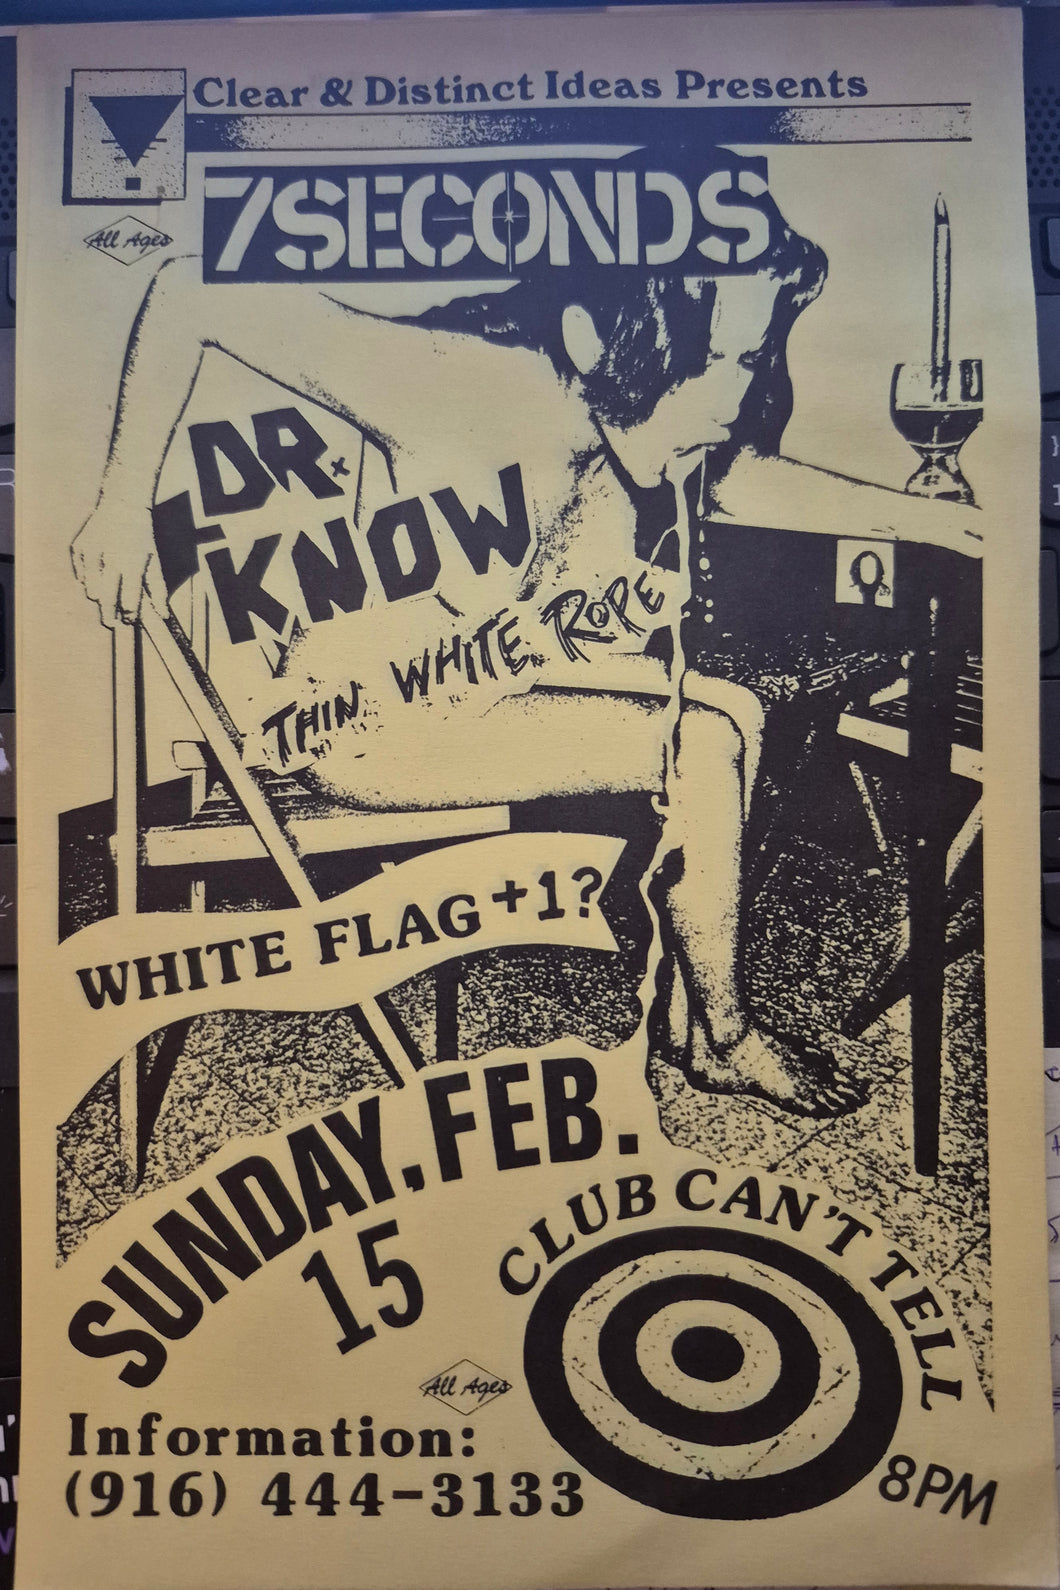 Clear & Distinct Ideas Presents
All Ages
7SECONDS
DR.
KNOW
THIN WHITE ROPE
WHITE FLAG +1?
SUNDAY, FEB.
15
CLUB CAN'T TELL
All Ages
Information:
(916) 444-3133
8PM